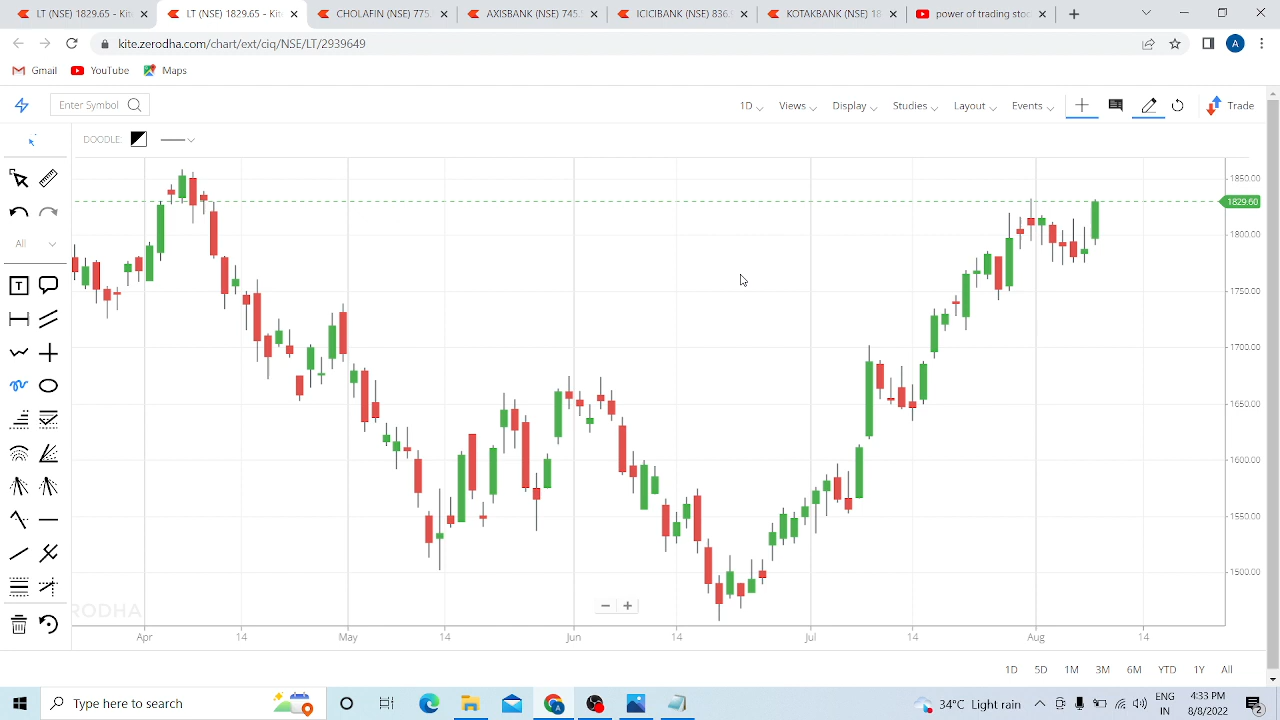 LT (NSE) 1829.65 - Kit
LT (NSE) 1829.65 - Kit
CHOLAFIN (NSE) 775.
AXISBANK (NSE) 745.
ICICIBANK (NSE) 836.
KOTAKBANK (NSE) 18
power of trading stoc
kite.zerodha.com/chart/ext/ciq/NSE/LT/2939649
A
Gmail
YouTube
Maps
Enter Symbol
1D
Views
Display
Studies
Layout
Events
Trade
DOODLE:
All
T
1850.00
1829.60
1800.00
1750.00
1700.00
1650.00
1600.00
1550.00
1500.00
RODHA
Apr
14
May
14
Jun
14
Jul
14
Aug
14
1D
5D
1M
3M
6M
YTD
1Y
All
Type here to search
34°C Light rain
ENG
IN
4:33 PM
8/8/2022
2